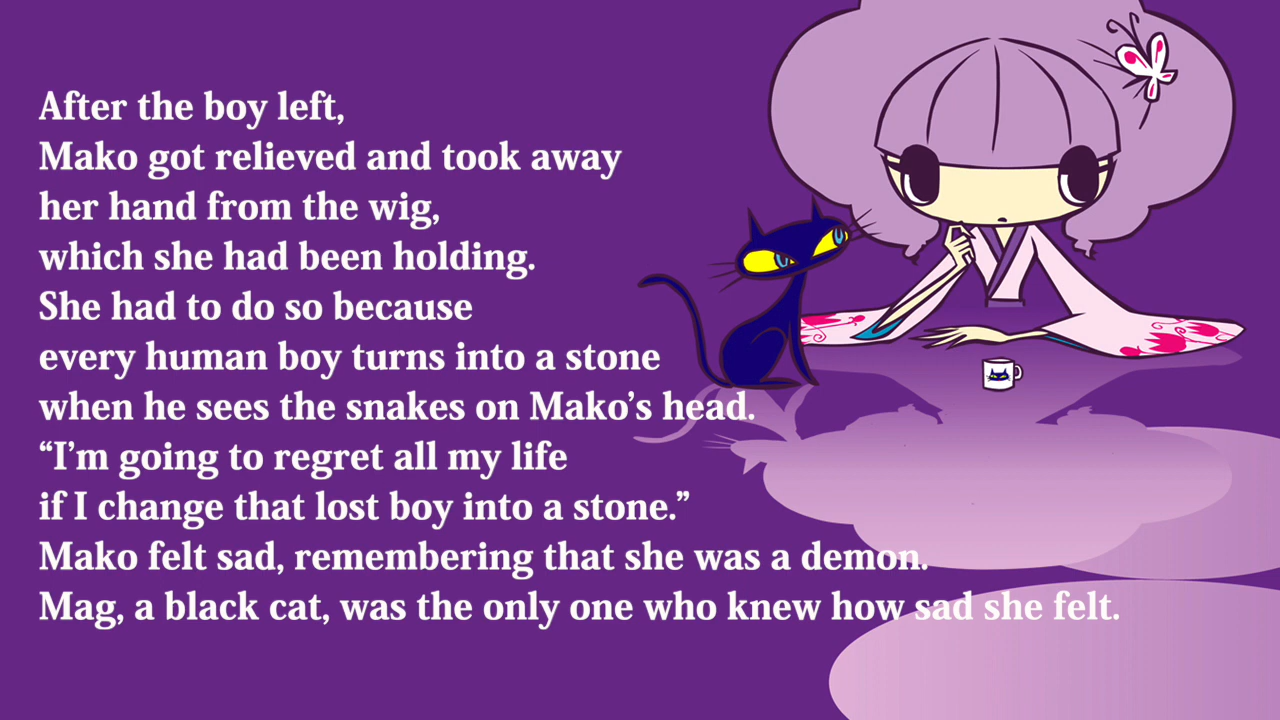 After the boy left,
Mako got relieved and took away
her hand from the wig,
which she had been holding.
She had to do so because
every human boy turns into a stone
when he sees the snakes on Mako’s head.
“I’m going to regret all my life
if I change that lost boy into a stone.”
Mako felt sad, remembering that she was a demon.
Mag, a black cat, was the only one who knew how sad she felt.